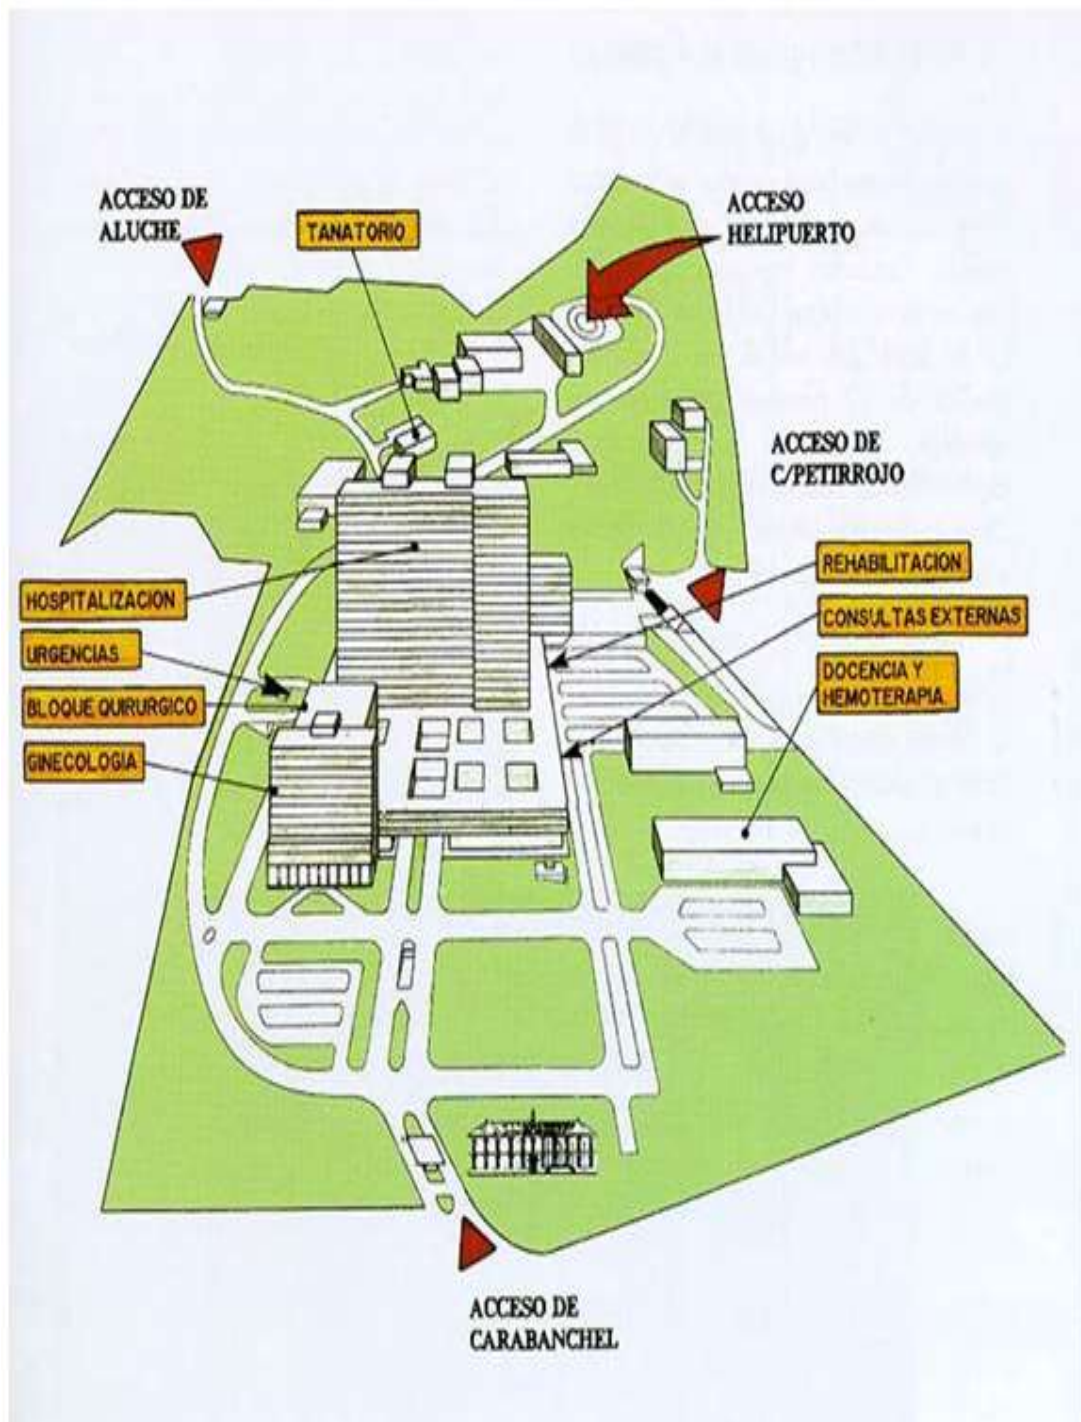 ACCESO DE
ALUCHE
TANATORIO
ACCESO
HELIPUERTO
ACCESO DE
C/PETIRROJO
HOSPITALIZACION
URGENCIAS
BLOQUE QUIRURGICO
GINECOLOGIA
REHABILITACION
CONSULTAS EXTERNAS
DOCENCIA Y
HEMOTERAPIA.
ACCESO DE
CARABANCHEL